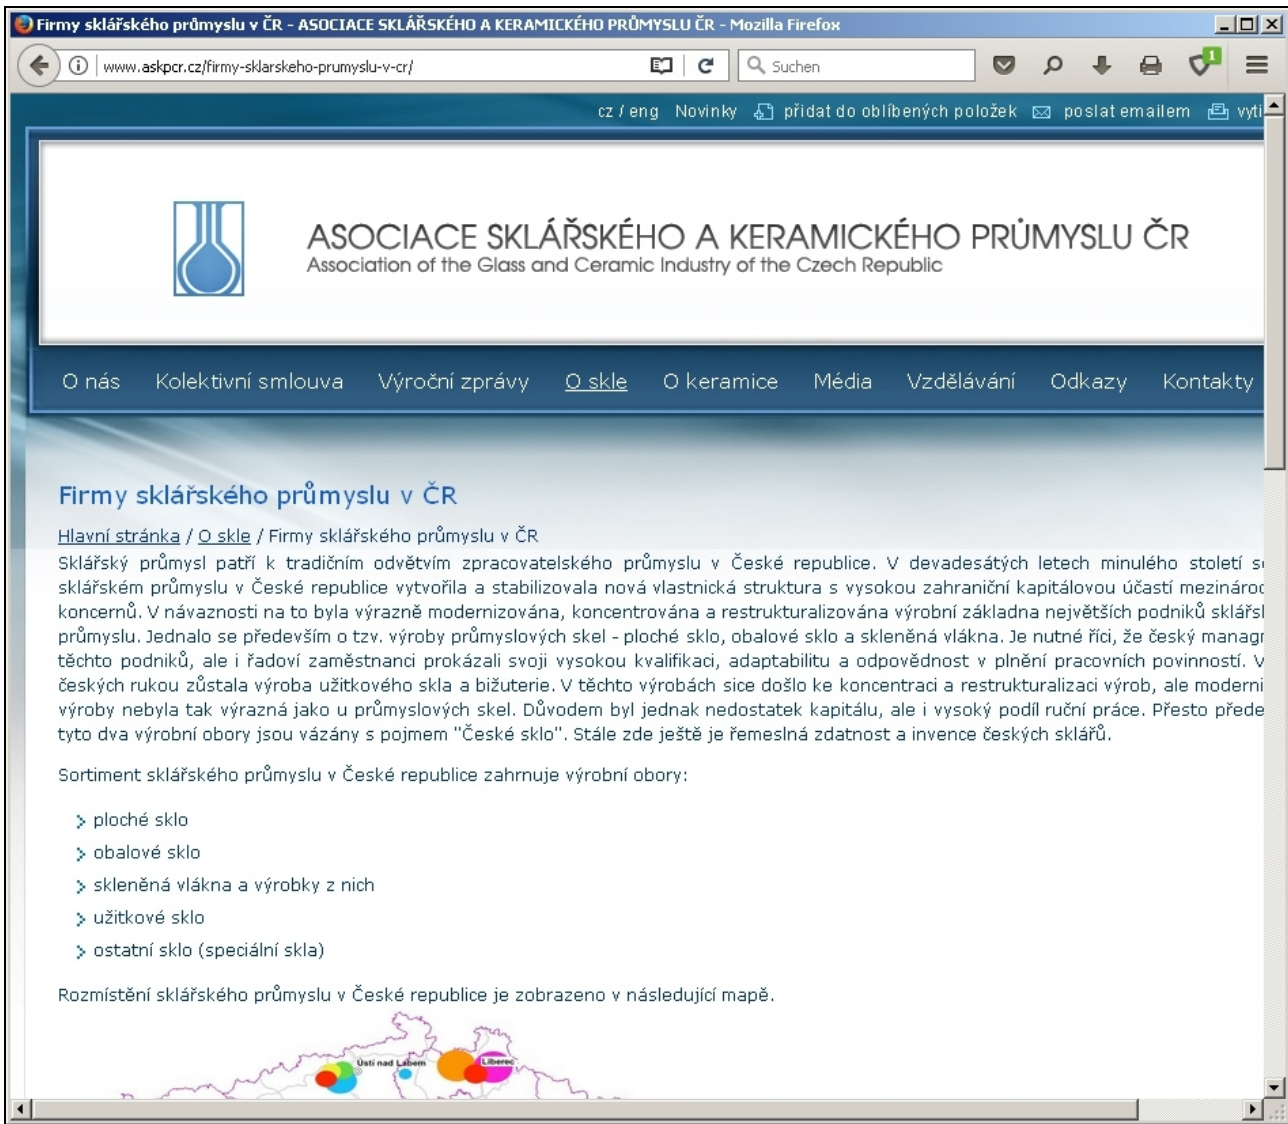 Firmy sklářského průmyslu v ČR - ASOCIACE SKLÁŘSKÉHO A KERAMICKÉHO PRŮMYSLU ČR - Mozilla Firefox
www.askpcr.cz/firmy-sklarskeho-prumyslu-v-cr/ Suchen 1
cz / eng Novinky přidat do oblíbených položek poslat emailem vyti
ASOCIACE SKLÁŘSKÉHO A KERAMICKÉHO PRŮMYSLU ČR
Association of the Glass and Ceramic Industry of the Czech Republic
O nás Kolektivní smlouva Výroční zprávy O skle O keramice Média Vzdělávání Odkazy Kontakty
Firmy sklářského průmyslu v ČR
Hlavní stránka / O skle / Firmy sklářského průmyslu v ČR
Sklářský průmysl patří k tradičním odvětvím zpracovatelského průmyslu v České republice. V devadesátých letech minulého století s
sklářském průmyslu v České republice vytvořila a stabilizovala nová vlastnická struktura s vysokou zahraniční kapitálovou účastí mezinároc
koncernů. V návaznosti na to byla výrazně modernizována, koncentrována a restrukturalizována výrobní základna největších podniků sklářsl
průmyslu. Jednalo se především o tzv. výroby průmyslových skel - ploché sklo, obalové sklo a skleněná vlákna. Je nutné říci, že český managr
těchto podniků, ale i řadoví zaměstnanci prokázali svoji vysokou kvalifikaci, adaptabilitu a odpovědnost v plnění pracovních povinností. V
českých rukou zůstala výroba užitkového skla a bižuterie. V těchto výrobách sice došlo ke koncentraci a restrukturalizaci výrob, ale moderni
výroby nebyla tak výrazná jako u průmyslových skel. Důvodem byl jednak nedostatek kapitálu, ale i vysoký podíl ruční práce. Přesto přede
tyto dva výrobní obory jsou vázány s pojmem "České sklo". Stále zde ještě je řemeslná zdatnost a invence českých sklářů.
Sortiment sklářského průmyslu v České republice zahrnuje výrobní obory:
ploché sklo
obalové sklo
skleněná vlákna a výrobky z nich
užitkové sklo
ostatní sklo (speciální skla)
Rozmístění sklářského průmyslu v České republice je zobrazeno v následující mapě.
Ústí nad Labem Liberec